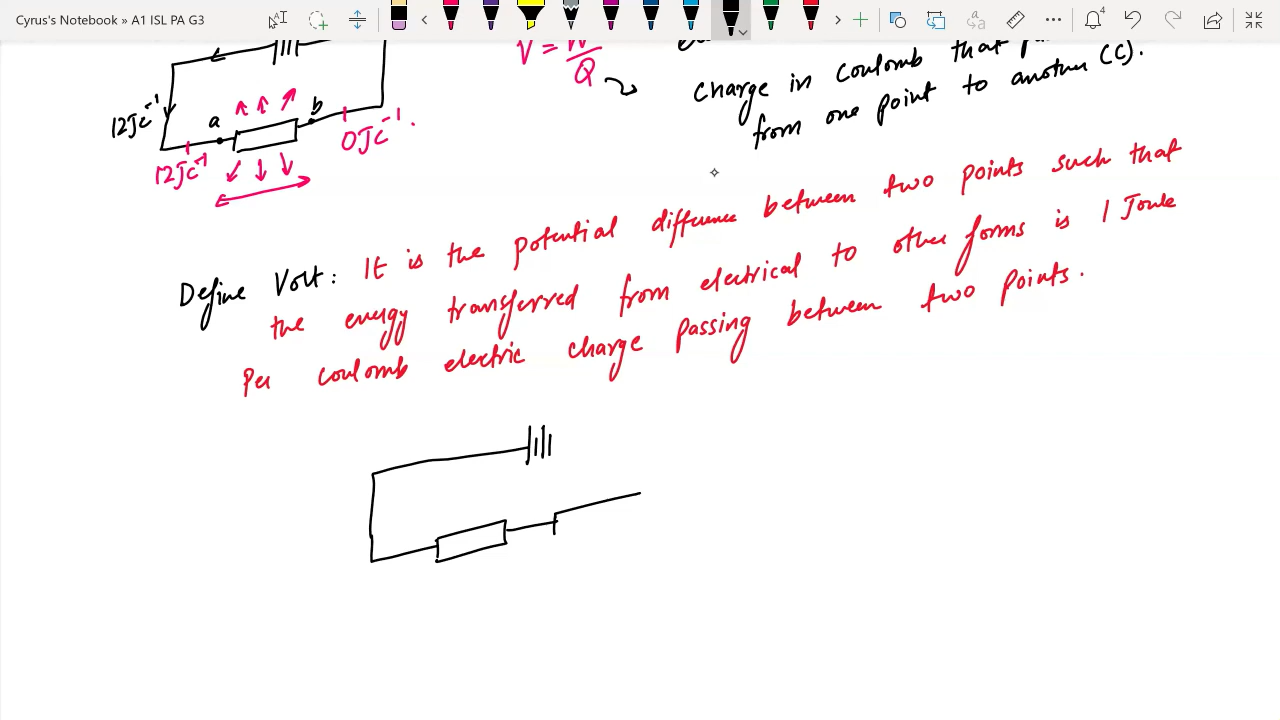 Cyrus's Notebook » A1 ISL PA G3
V = W/Q
charge in coulomb that
from one point to another (C).
12JC⁻¹
a
b
12JC⁻¹
0JC⁻¹.
Define Volt: It is the potential difference between two points such that
the energy transferred from electrical to other forms is 1 Joule
Per coulomb electric charge passing between two points.